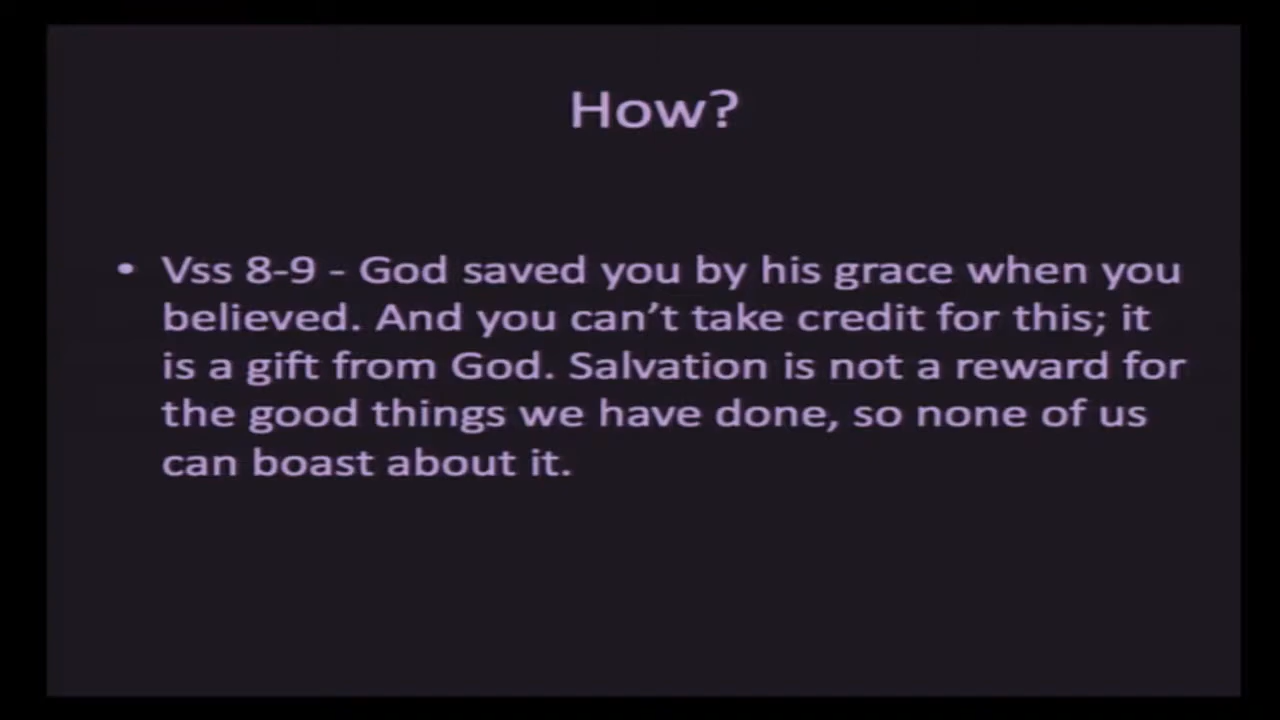 How?
• Vss 8-9 - God saved you by his grace when you
believed. And you can’t take credit for this; it
is a gift from God. Salvation is not a reward for
the good things we have done, so none of us
can boast about it.